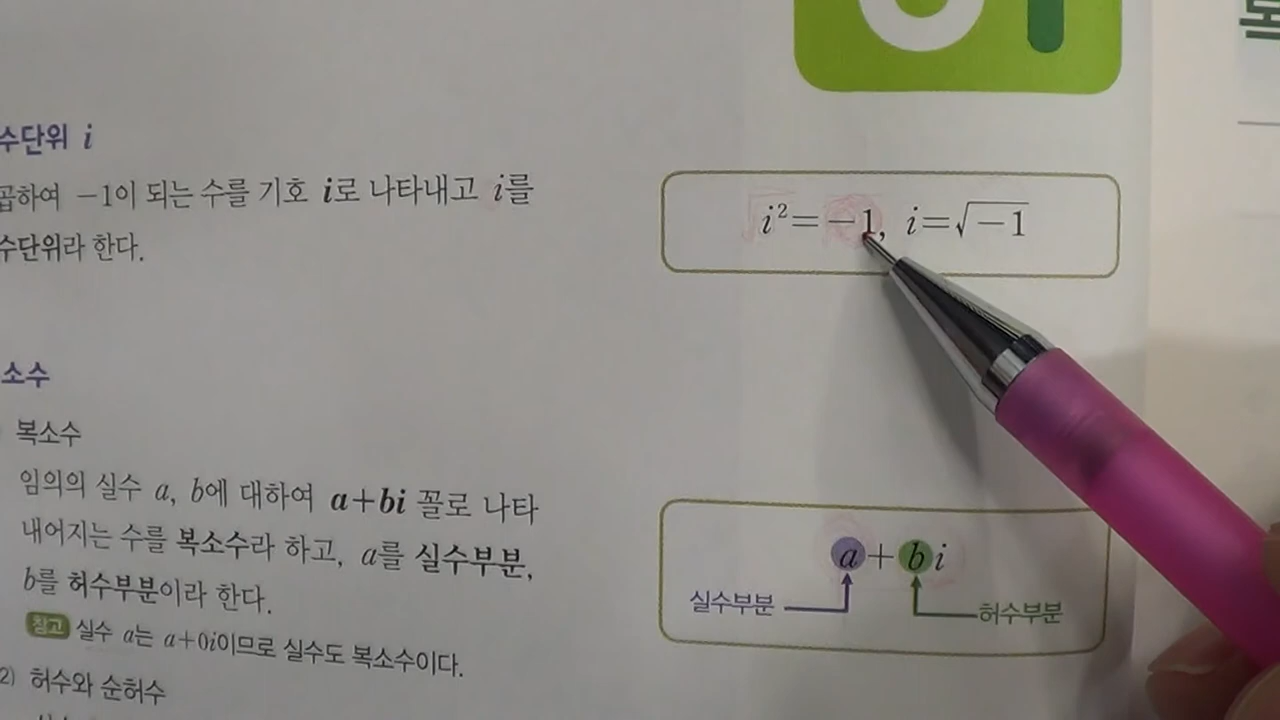 수단위 i
곱하여 −1이 되는 수를 기호 i로 나타내고 i를
수단위라 한다.
i²=−1, i=√−1
소수
복소수
임의의 실수 a, b에 대하여 a+bi 꼴로 나타
내어지는 수를 복소수라 하고, a를 실수부분,
b를 허수부분이라 한다.
참고 실수 a는 a+0i이므로 실수도 복소수이다.
a+bi
실수부분 허수부분
2) 허수와 순허수